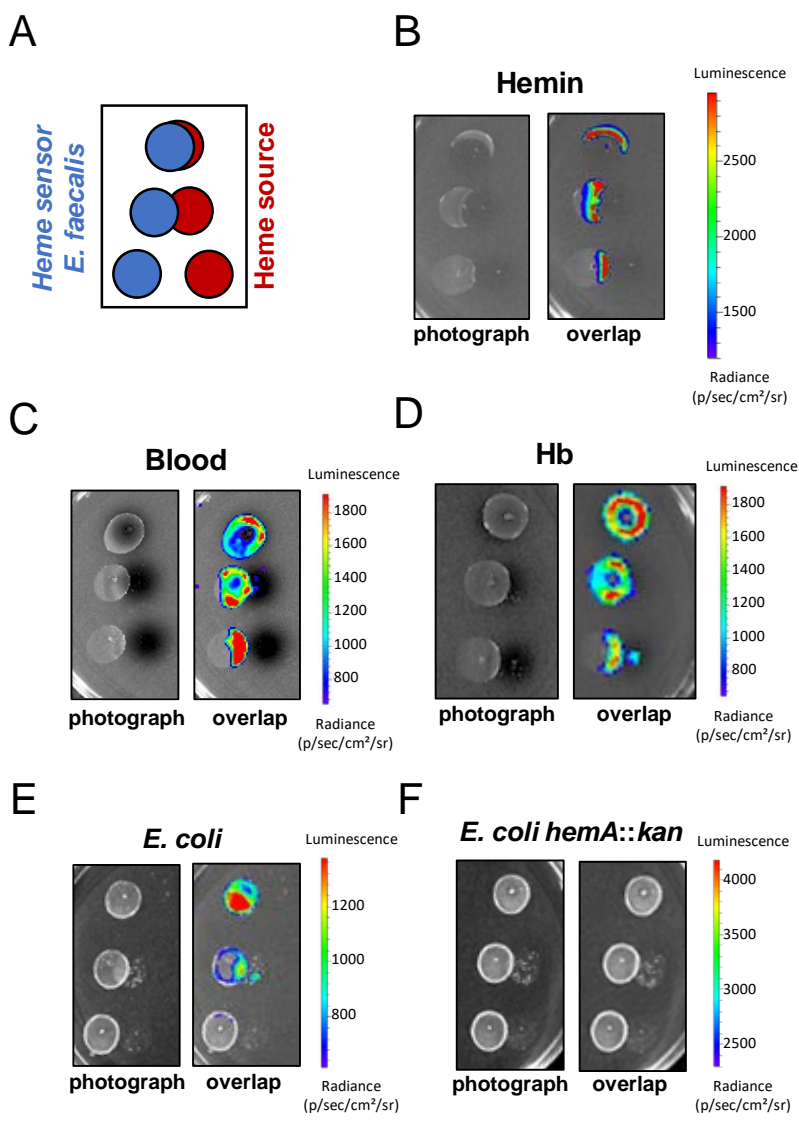 A
Heme sensor
E. faecalis
Heme source
B
Hemin
photograph
overlap
Luminescence
2500
2000
1500
Radiance
(p/sec/cm²/sr)
C
Blood
photograph
overlap
Luminescence
1800
1600
1400
1200
1000
800
Radiance
(p/sec/cm²/sr)
D
Hb
photograph
overlap
Luminescence
1800
1600
1400
1200
1000
800
Radiance
(p/sec/cm²/sr)
E
E. coli
photograph
overlap
Luminescence
1200
1000
800
Radiance
(p/sec/cm²/sr)
F
E. coli hemA::kan
photograph
overlap
Luminescence
4000
3500
3000
2500
Radiance
(p/sec/cm²/sr)